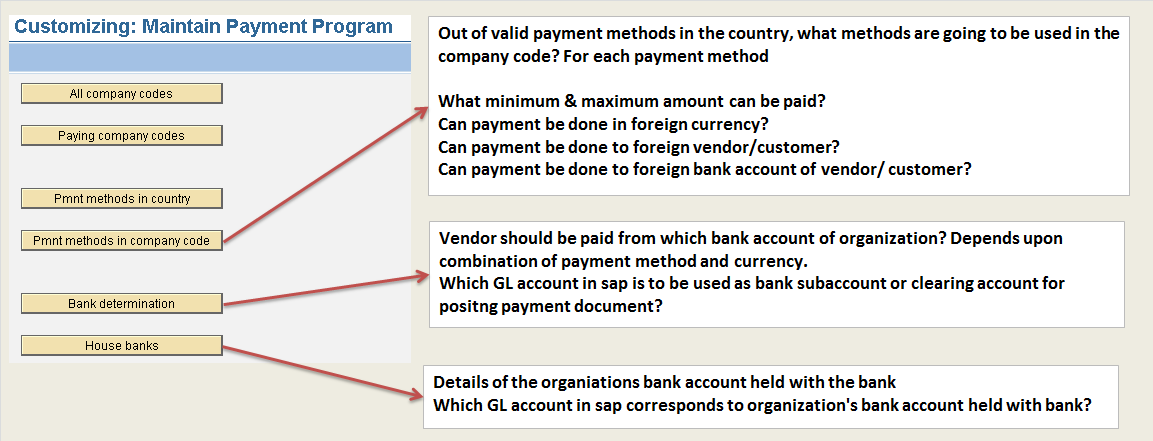 Customizing: Maintain Payment Program
All company codes
Paying company codes
Pmnt methods in country
Pmnt methods in company code
Bank determination
House banks
Out of valid payment methods in the country, what methods are going to be used in the
company code? For each payment method
What minimum & maximum amount can be paid?
Can payment be done in foreign currency?
Can payment be done to foreign vendor/customer?
Can payment be done to foreign bank account of vendor/ customer?
Vendor should be paid from which bank account of organization? Depends upon
combination of payment method and currency.
Which GL account in sap is to be used as bank subaccount or clearing account for
positng payment document?
Details of the organiations bank account held with the bank
Which GL account in sap corresponds to organization's bank account held with bank?